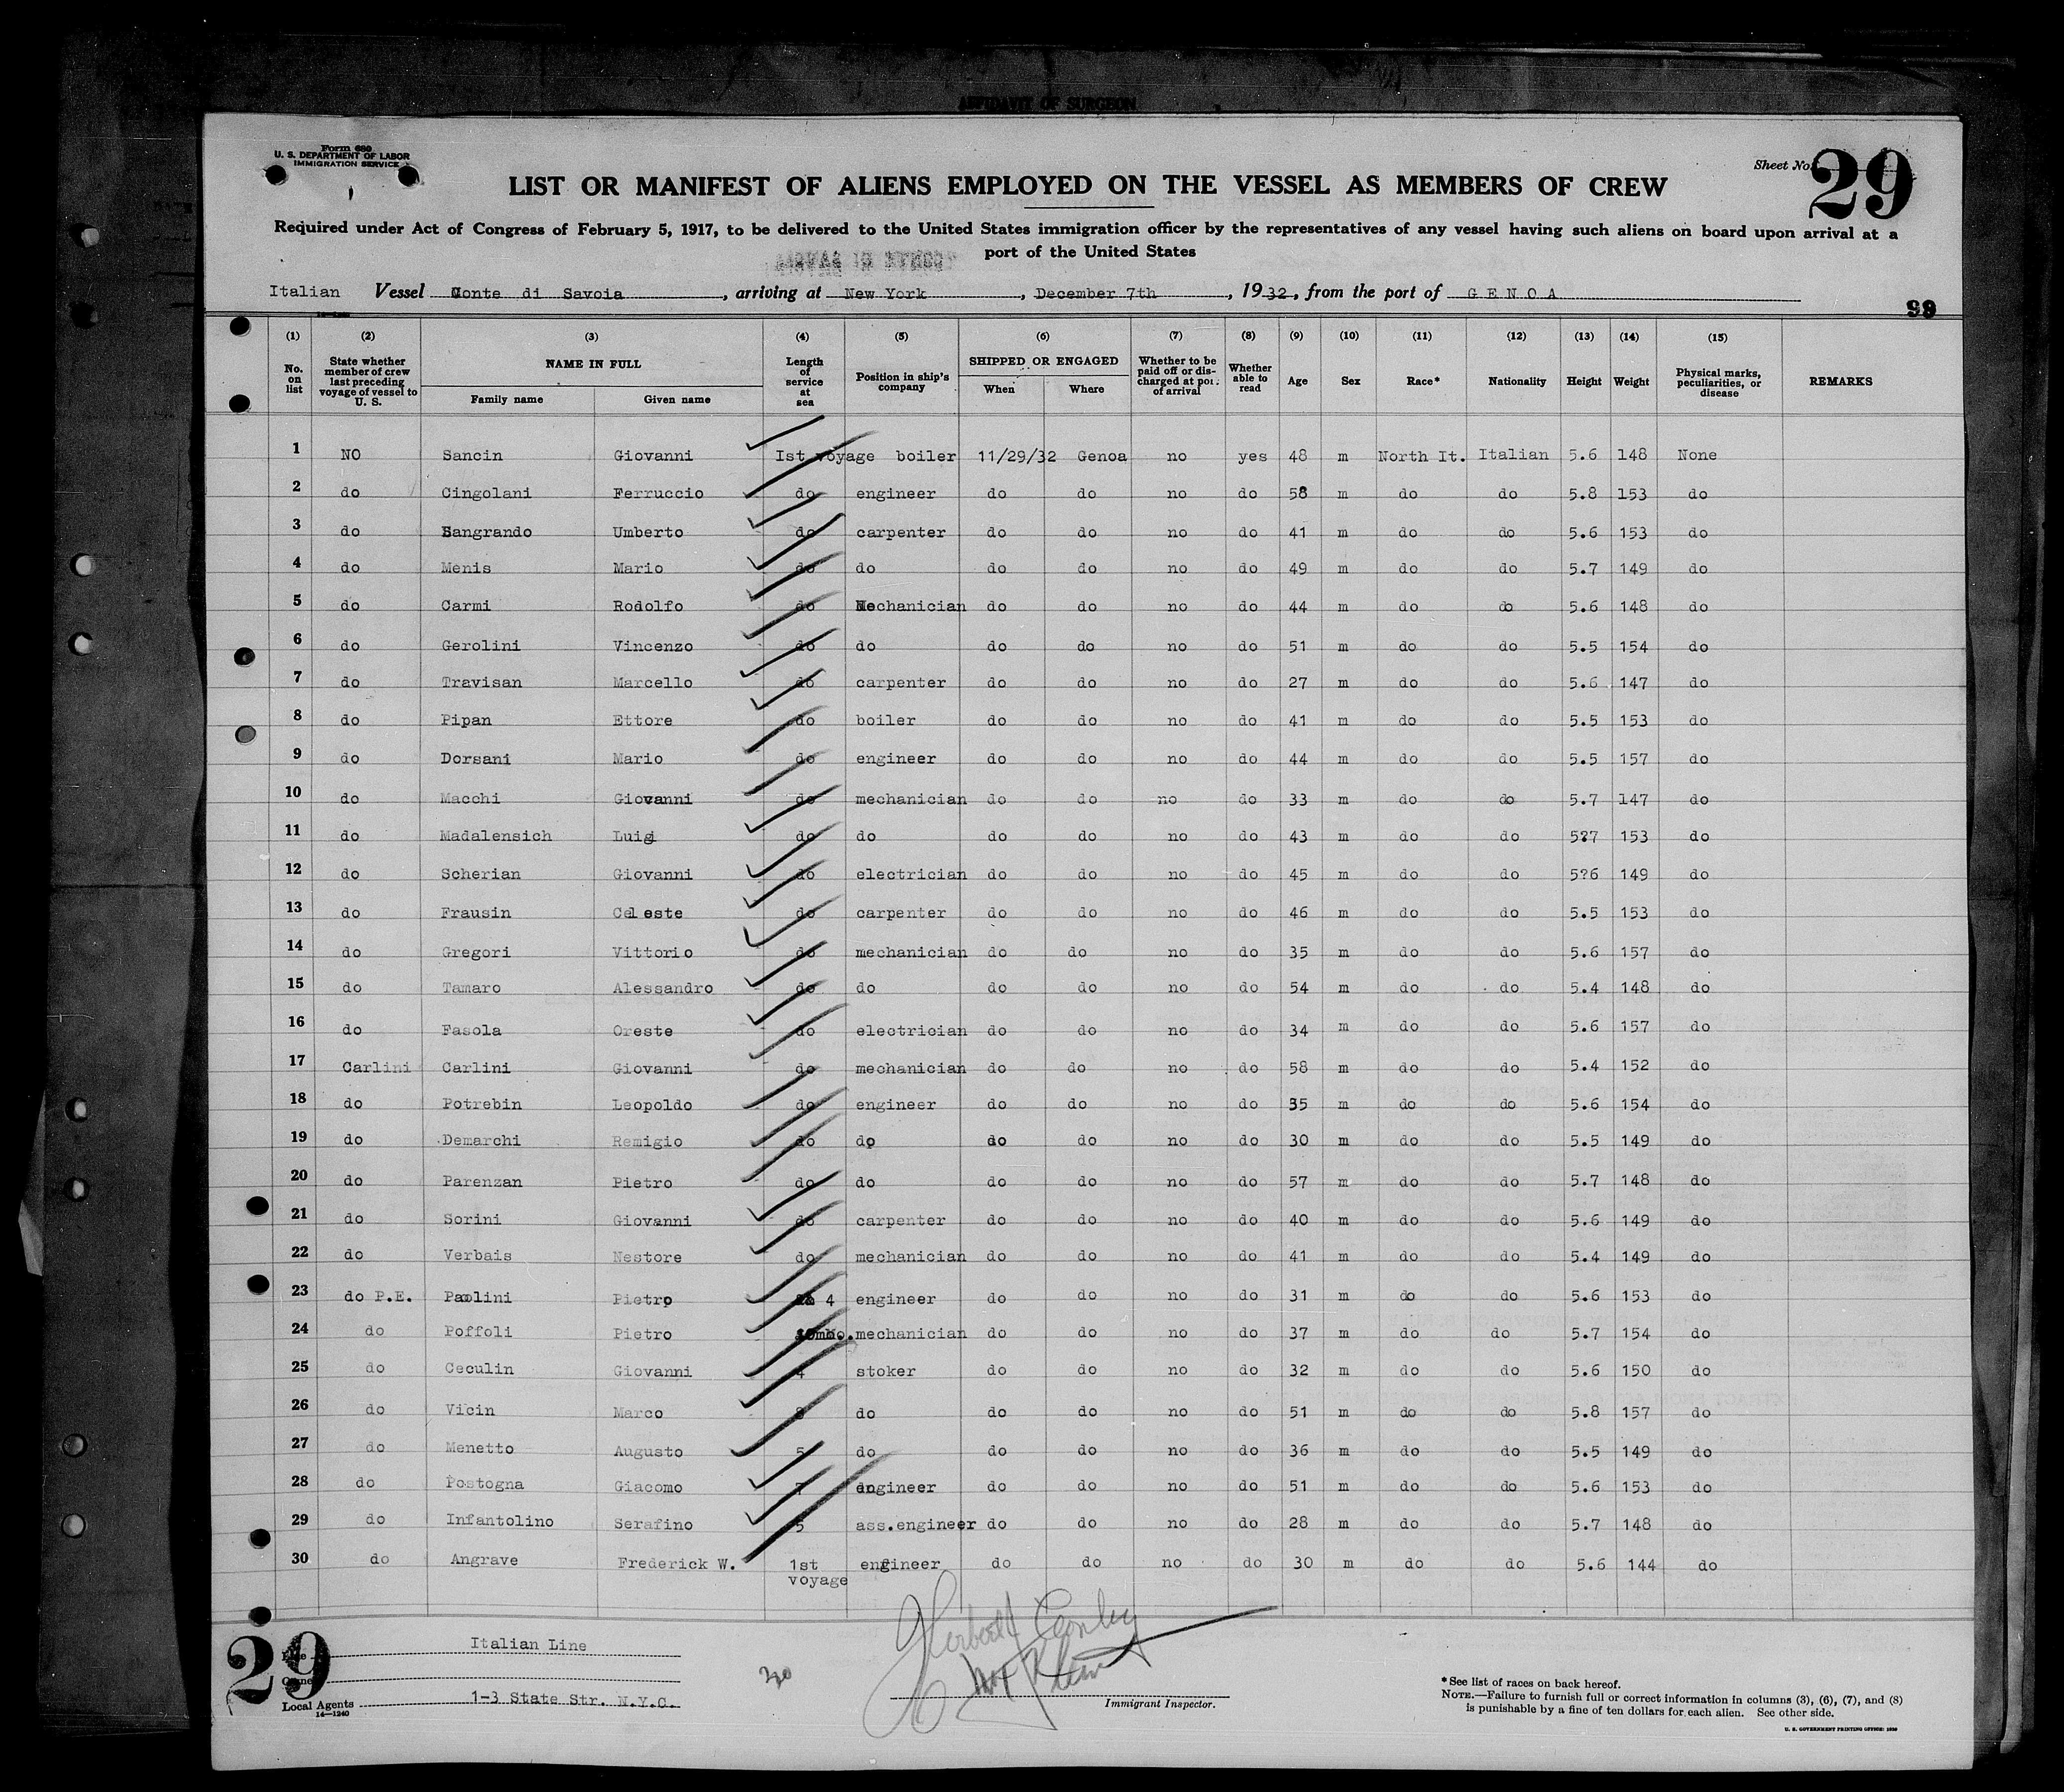 AFFIDAVIT OF SURGEON
Form 680
U. S. DEPARTMENT OF LABOR
IMMIGRATION SERVICE
Sheet No. 29
LIST OR MANIFEST OF ALIENS EMPLOYED ON THE VESSEL AS MEMBERS OF CREW
Required under Act of Congress of February 5, 1917, to be delivered to the United States immigration officer by the representatives of any vessel having such aliens on board upon arrival at a
port of the United States
Italian Vessel Conte di Savoia, arriving at New York, December 7th, 1932, from the port of GENOA
99
(1) (2) (3) (4) (5) (6) (7) (8) (9) (10) (11) (12) (13) (14) (15)
No. on list State whether member of crew last preceding voyage of vessel to U. S. NAME IN FULL Family name Given name Length of service at sea Position in ship's company SHIPPED OR ENGAGED When Where Whether to be paid off or discharged at port of arrival Whether able to read Age Sex Race* Nationality Height Weight Physical marks, peculiarities, or disease REMARKS
1 NO Sancin Giovanni Ist voyage boiler 11/29/32 Genoa no yes 48 m North It. Italian 5.6 148 None
2 do Cingolani Ferruccio do engineer do do no do 58 m do do 5.8 153 do
3 do Sangrando Umberto do carpenter do do no do 41 m do do 5.6 153 do
4 do Menis Mario do do do do no do 49 m do do 5.7 149 do
5 do Carmi Rodolfo do Mechanician do do no do 44 m do do 5.6 148 do
6 do Gerolini Vincenzo do do do do no do 51 m do do 5.5 154 do
7 do Travisan Marcello do carpenter do do no do 27 m do do 5.6 147 do
8 do Pipan Ettore do boiler do do no do 41 m do do 5.5 153 do
9 do Dorsani Mario do engineer do do no do 44 m do do 5.5 157 do
10 do Macchi Giovanni do mechanician do do no do 33 m do do 5.7 147 do
11 do Madalensich Luigi do do do do no do 43 m do do 5?7 153 do
12 do Scherian Giovanni do electrician do do no do 45 m do do 5?6 149 do
13 do Frausin Celeste do carpenter do do no do 46 m do do 5.5 153 do
14 do Gregori Vittorio do mechanician do do no do 35 m do do 5.6 157 do
15 do Tamaro Alessandro do do do do no do 54 m do do 5.4 148 do
16 do Fasola Oreste do electrician do do no do 34 m do do 5.6 157 do
17 Carlini Carlini Giovanni do mechanician do do no do 58 m do do 5.4 152 do
18 do Potrebin Leopoldo do engineer do do no do 35 m do do 5.6 154 do
19 do Demarchi Remigio do do do do no do 30 m do do 5.5 149 do
20 do Parenzan Pietro do do do do no do 57 m do do 5.7 148 do
21 do Sorini Giovanni do carpenter do do no do 40 m do do 5.6 149 do
22 do Verbais Nestore do mechanician do do no do 41 m do do 5.4 149 do
23 do P.E. Paolini Pietro 4 engineer do do no do 31 m do do 5.6 153 do
24 do Poffoli Pietro mechanician do do no do 37 m do do 5.7 154 do
25 do Ceculin Giovanni 4 stoker do do no do 32 m do do 5.6 150 do
26 do Vicin Marco do do do no do 51 m do do 5.8 157 do
27 do Menetto Augusto 5 do do do no do 36 m do do 5.5 149 do
28 do Postogna Giacomo 7 engineer do do no do 51 m do do 5.6 153 do
29 do Infantolino Serafino 5 ass.engineer do do no do 28 m do do 5.7 148 do
30 do Angrave Frederick W. 1st voyage engineer do do no do 30 m do do 5.6 144 do
29
Italian Line
Local Agents 1-3 State Str. N.Y.C.
14—1240
30
Immigrant Inspector.
* See list of races on back hereof.
NOTE.—Failure to furnish full or correct information in columns (3), (6), (7), and (8)
is punishable by a fine of ten dollars for each alien. See other side.
U. S. GOVERNMENT PRINTING OFFICE: 1930